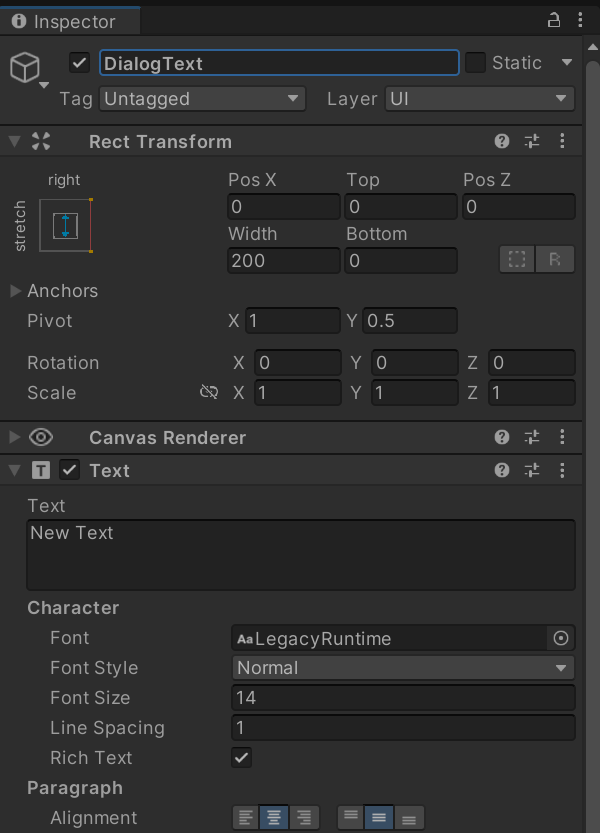 Inspector
DialogText
Static
Tag Untagged Layer UI
Rect Transform
right
stretch
Pos X Top Pos Z
0 0 0
Width Bottom
200 0
R
Anchors
Pivot X 1 Y 0.5
Rotation X 0 Y 0 Z 0
Scale X 1 Y 1 Z 1
Canvas Renderer
T Text
Text
New Text
Character
Font Aa LegacyRuntime
Font Style Normal
Font Size 14
Line Spacing 1
Rich Text
Paragraph
Alignment